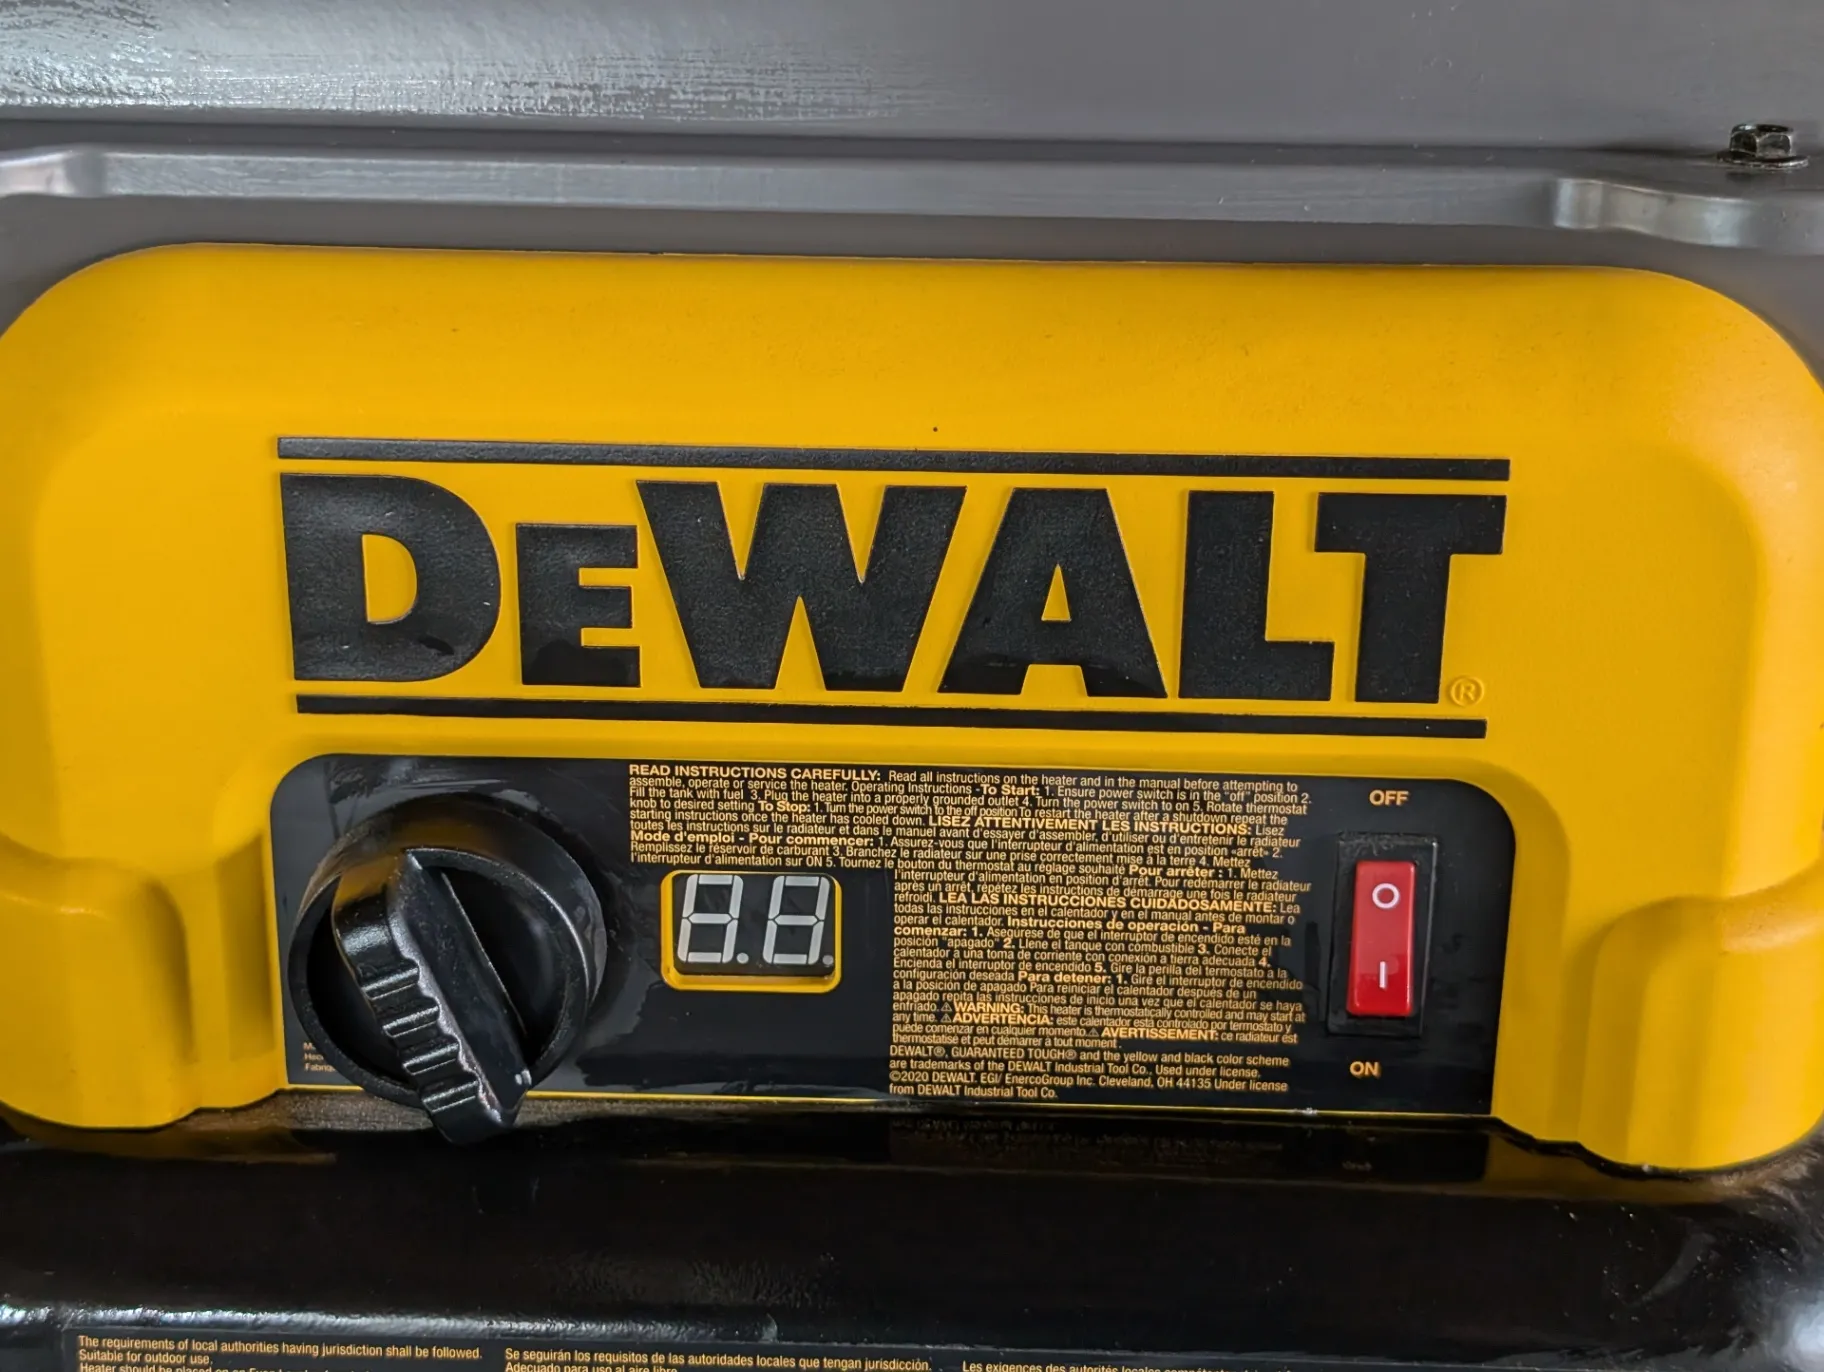 DEWALT®
READ INSTRUCTIONS CAREFULLY: Read all instructions on the heater and in the manual before attempting to
assemble, operate or service the heater. Operating Instructions - To Start: 1. Ensure power switch is in the "off" position 2.
Fill the tank with fuel 3. Plug the heater into a properly grounded outlet 4. Turn the power switch to on 5. Rotate thermostat
knob to desired setting To Stop: 1. Turn the power switch to the off position To restart the heater after a shutdown repeat the
starting instructions once the heater has cooled down. LISEZ ATTENTIVEMENT LES INSTRUCTIONS: Lisez
toutes les instructions sur le radiateur et dans le manuel avant d'essayer d'assembler, d'utiliser ou d'entretenir le radiateur
Mode d'emploi - Pour commencer: 1. Assurez-vous que l'interrupteur d'alimentation est en position «arrêt» 2.
Remplissez le réservoir de carburant 3. Branchez le radiateur sur une prise correctement mise à la terre 4. Mettez
l'interrupteur d'alimentation sur ON 5. Tournez le bouton du thermostat au réglage souhaité Pour arrêter : 1. Mettez
l'interrupteur d'alimentation en position d'arrêt. Pour redémarrer le radiateur
après un arrêt, répétez les instructions de démarrage une fois le radiateur
refroidi. LEA LAS INSTRUCCIONES CUIDADOSAMENTE: Lea
todas las instrucciones en el calentador y en el manual antes de montar o
operar el calentador. Instrucciones de operación - Para
comenzar: 1. Asegúrese de que el interruptor de encendido esté en la
posición "apagado" 2. Llene el tanque con combustible 3. Conecte el
calentador a una toma de corriente con conexión a tierra adecuada 4.
Encienda el interruptor de encendido 5. Gire la perilla del termostato a la
configuración deseada Para detener: 1. Gire el interruptor de encendido
a la posición de apagado Para reiniciar el calentador después de un
apagado repita las instrucciones de inicio una vez que el calentador se haya
enfriado. ⚠ WARNING: This heater is thermostatically controlled and may start at
any time. ⚠ ADVERTENCIA: este calentador está controlado por termostato y
puede comenzar en cualquier momento. ⚠ AVERTISSEMENT: ce radiateur est
thermostatisé et peut démarrer à tout moment.
DEWALT®, GUARANTEED TOUGH® and the yellow and black color scheme
are trademarks of the DEWALT Industrial Tool Co., Used under license.
©2020 DEWALT. EGI/ EnercoGroup Inc. Cleveland, OH 44135 Under license
from DEWALT Industrial Tool Co.
8.8.
OFF
O
I
ON
The requirements of local authorities having jurisdiction shall be followed.
Suitable for outdoor use.
Heater should be placed on
Se seguirán los requisitos de las autoridades locales que tengan jurisdicción.
Adecuado para uso al aire libre.
Les exigences des autorités locales